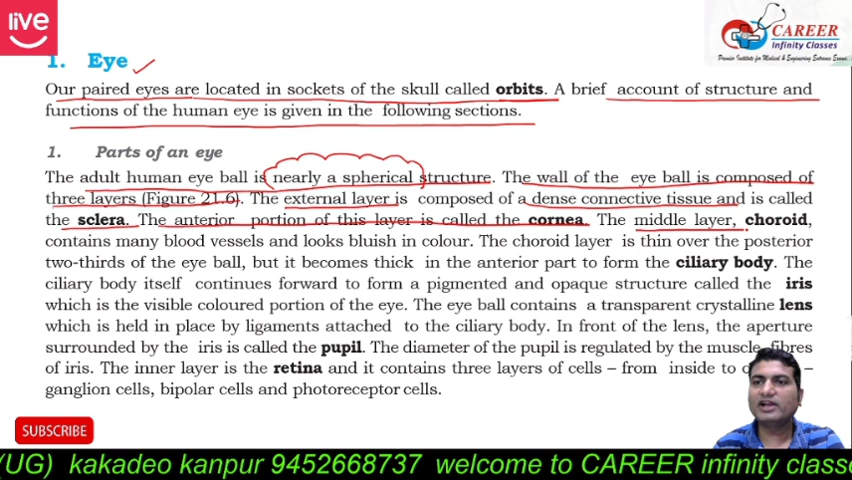 live
CAREER
Infinity Classes
Premier Institute for Medical & Engineering Entrance Exams
1. Eye
Our paired eyes are located in sockets of the skull called orbits. A brief account of structure and
functions of the human eye is given in the following sections.
1. Parts of an eye
The adult human eye ball is nearly a spherical structure. The wall of the eye ball is composed of
three layers (Figure 21.6). The external layer is composed of a dense connective tissue and is called
the sclera. The anterior portion of this layer is called the cornea. The middle layer, choroid,
contains many blood vessels and looks bluish in colour. The choroid layer is thin over the posterior
two-thirds of the eye ball, but it becomes thick in the anterior part to form the ciliary body. The
ciliary body itself continues forward to form a pigmented and opaque structure called the iris
which is the visible coloured portion of the eye. The eye ball contains a transparent crystalline lens
which is held in place by ligaments attached to the ciliary body. In front of the lens, the aperture
surrounded by the iris is called the pupil. The diameter of the pupil is regulated by the muscle fibres
of iris. The inner layer is the retina and it contains three layers of cells – from inside to –
ganglion cells, bipolar cells and photoreceptor cells.
SUBSCRIBE
(UG) kakadeo kanpur 9452668737 welcome to CAREER infinity classe